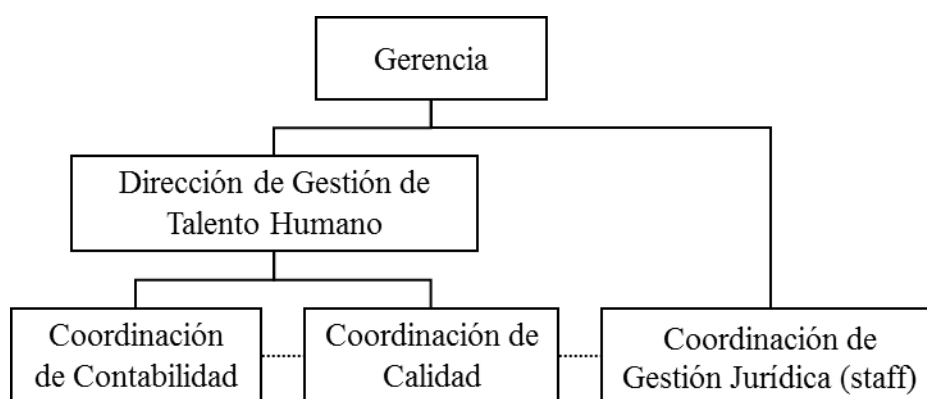 Gerencia
Dirección de Gestión de
Talento Humano
Coordinación
de Contabilidad
Coordinación de
Calidad
Coordinación de
Gestión Jurídica (staff)